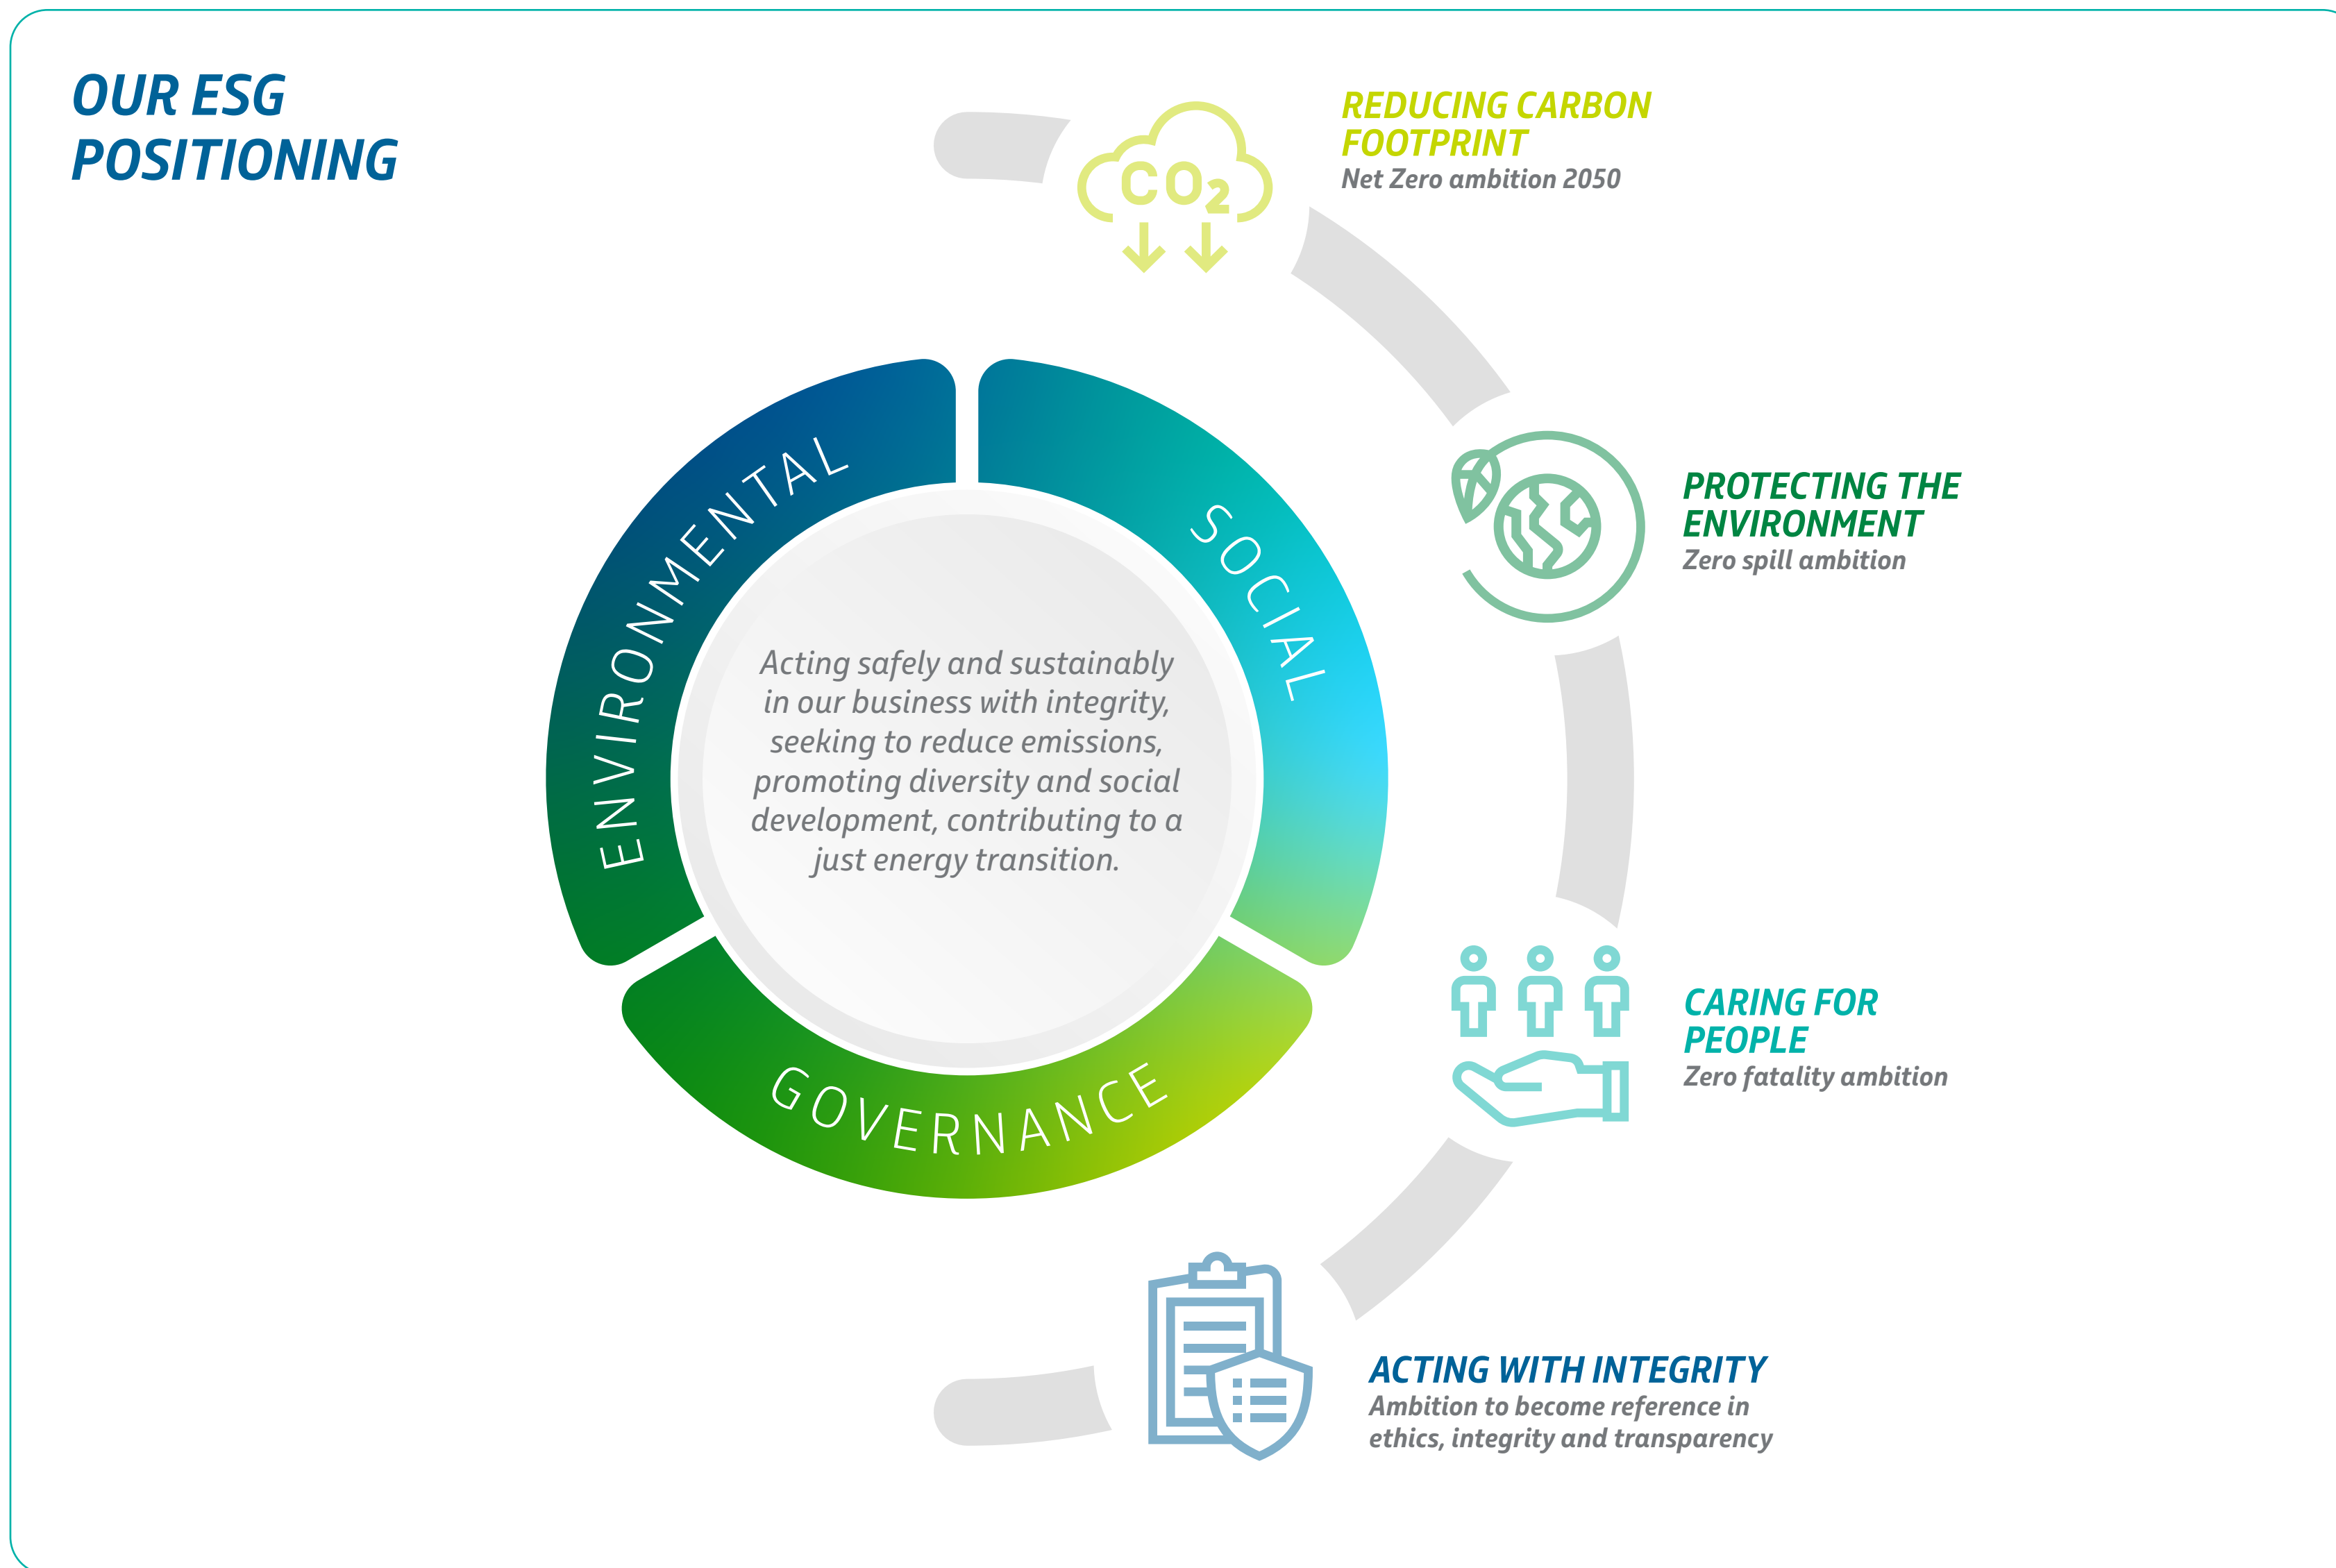 OUR ESG
POSITIONING
CO2
REDUCING CARBON
FOOTPRINT
Net Zero ambition 2050
PROTECTING THE
ENVIRONMENT
Zero spill ambition
ENVIRONMENTAL
SOCIAL
GOVERNANCE
Acting safely and sustainably
in our business with integrity,
seeking to reduce emissions,
promoting diversity and social
development, contributing to a
just energy transition.
CARING FOR
PEOPLE
Zero fatality ambition
ACTING WITH INTEGRITY
Ambition to become reference in
ethics, integrity and transparency